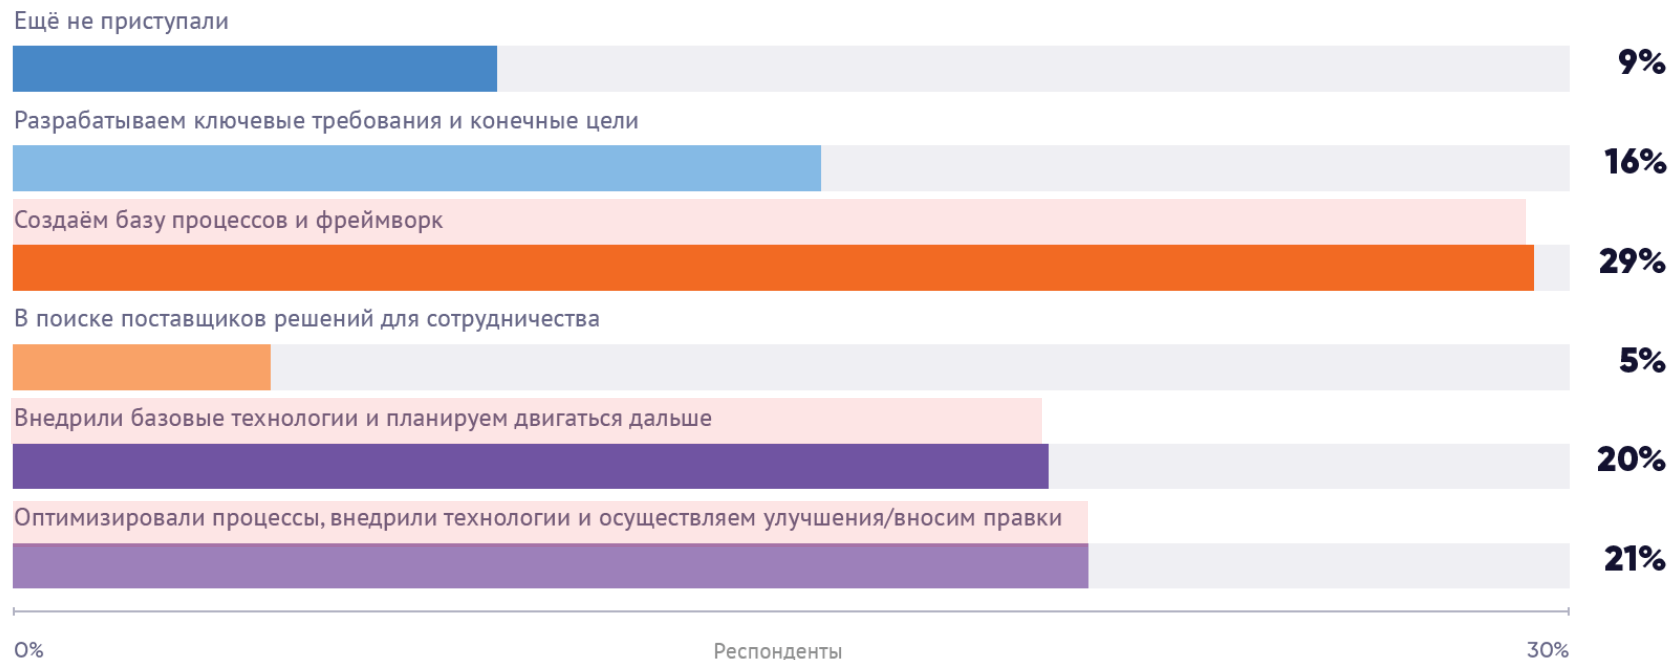 Ещё не приступали
9%
Разрабатываем ключевые требования и конечные цели
16%
Создаём базу процессов и фреймворк
29%
В поиске поставщиков решений для сотрудничества
5%
Внедрили базовые технологии и планируем двигаться дальше
20%
Оптимизировали процессы, внедрили технологии и осуществляем улучшения/вносим правки
21%
0% Респонденты 30%